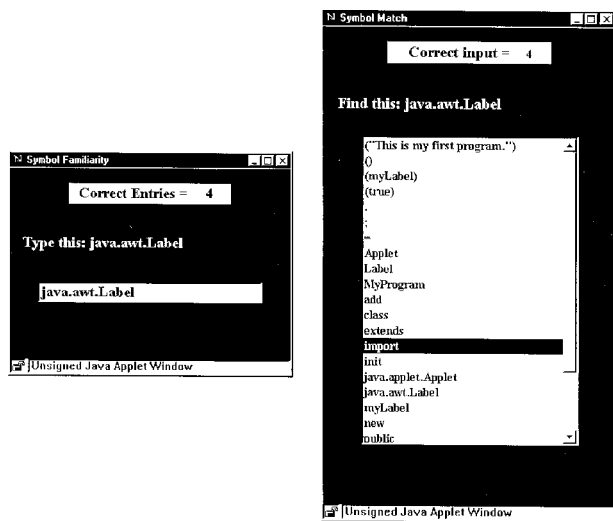 Symbol Familiarity
Correct Entries = 4
Type this: java.awt.Label
java.awt.Label
Unsigned Java Applet Window
Symbol Match
Correct input = 4
Find this: java.awt.Label
("This is my first program.")
()
(myLabel)
(true)
.
;
=
Applet
Label
MyProgram
add
class
extends
import
init
java.applet.Applet
java.awt.Label
myLabel
new
public
Unsigned Java Applet Window